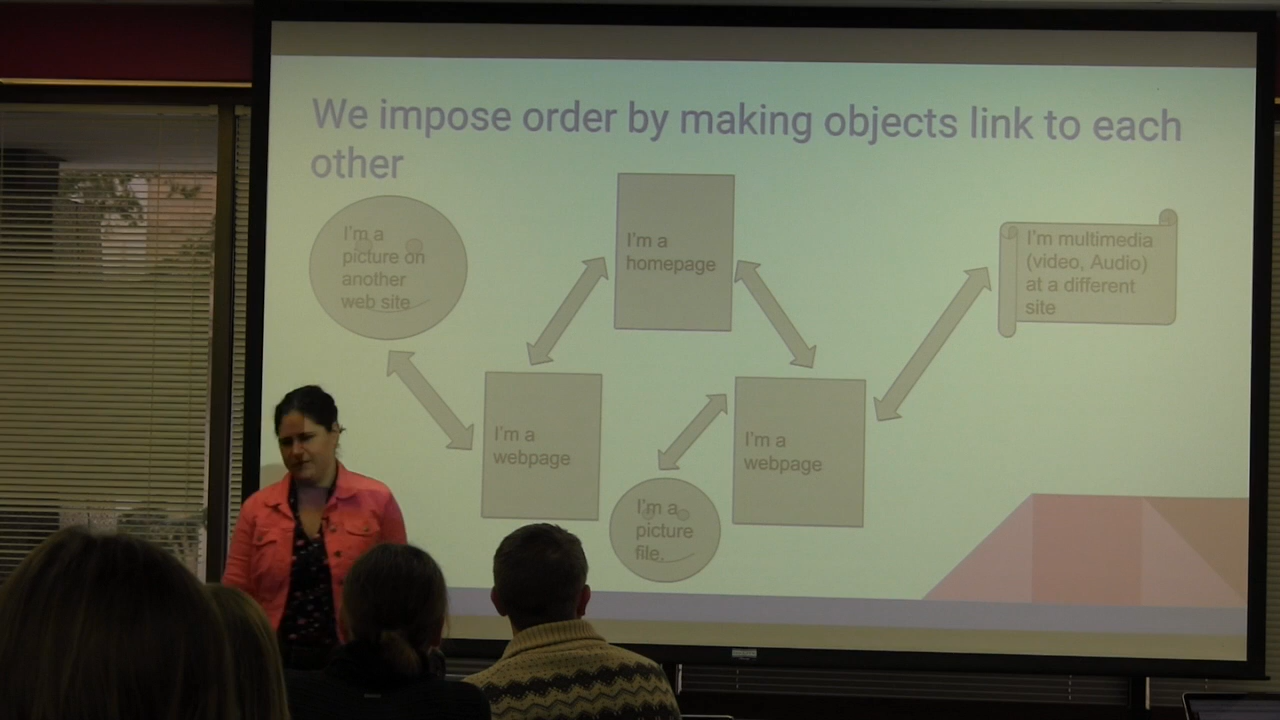 We impose order by making objects link to each
other
I'm a
picture on
another
web site
I'm a
homepage
I'm multimedia
(video, Audio)
at a different
site
I'm a
webpage
I'm a
webpage
I'm a
picture
file.